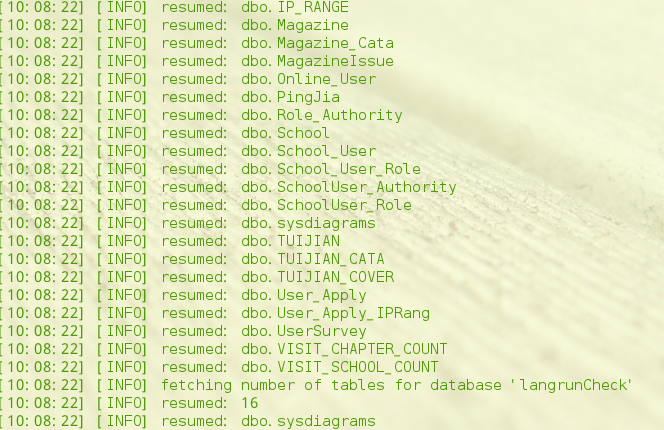 [10:08:22] [INFO] resumed: dbo.IP_RANGE
[10:08:22] [INFO] resumed: dbo.Magazine
[10:08:22] [INFO] resumed: dbo.Magazine_Cata
[10:08:22] [INFO] resumed: dbo.MagazineIssue
[10:08:22] [INFO] resumed: dbo.Online_User
[10:08:22] [INFO] resumed: dbo.PingJia
[10:08:22] [INFO] resumed: dbo.Role_Authority
[10:08:22] [INFO] resumed: dbo.School
[10:08:22] [INFO] resumed: dbo.School_User
[10:08:22] [INFO] resumed: dbo.School_User_Role
[10:08:22] [INFO] resumed: dbo.SchoolUser_Authority
[10:08:22] [INFO] resumed: dbo.SchoolUser_Role
[10:08:22] [INFO] resumed: dbo.sysdiagrams
[10:08:22] [INFO] resumed: dbo.TUIJIAN
[10:08:22] [INFO] resumed: dbo.TUIJIAN_CATA
[10:08:22] [INFO] resumed: dbo.TUIJIAN_COVER
[10:08:22] [INFO] resumed: dbo.User_Apply
[10:08:22] [INFO] resumed: dbo.User_Apply_IPRang
[10:08:22] [INFO] resumed: dbo.UserSurvey
[10:08:22] [INFO] resumed: dbo.VISIT_CHAPTER_COUNT
[10:08:22] [INFO] resumed: dbo.VISIT_SCHOOL_COUNT
[10:08:22] [INFO] fetching number of tables for database 'langrunCheck'
[10:08:22] [INFO] resumed: 16
[10:08:22] [INFO] resumed: dbo.sysdiagrams